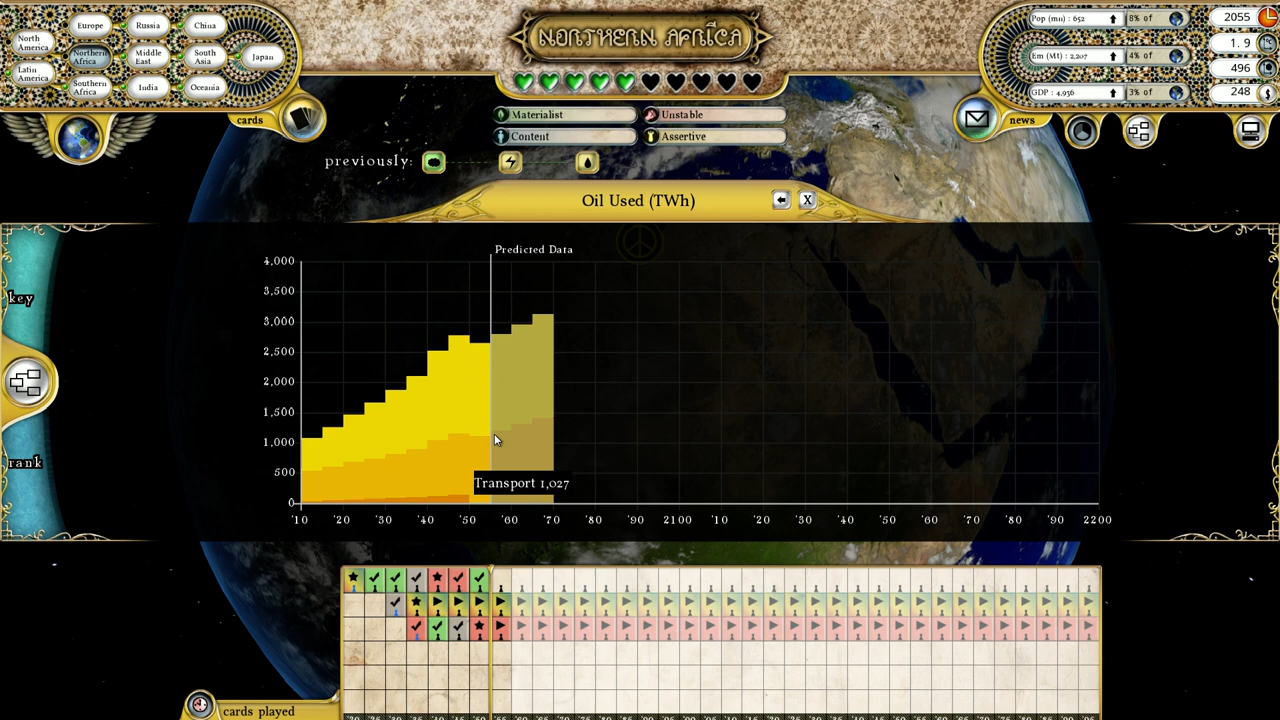 Europe
Russia
China
North America
Northern Africa
Middle East
South Asia
Japan
Latin America
Southern Africa
India
Oceania
cards
NORTHERN AFRICA
Pop (mn) : 652
8% of
2055
Em (Mt) : 2,207
4% of
1. 9
496
GDP : 4,936
3% of
248
news
Materialist
Unstable
Content
Assertive
previously:
Oil Used (TWh)
X
Predicted Data
4,000
3,500
3,000
2,500
2,000
1,500
1,000
500
0
Transport 1,027
'10 '20 '30 '40 '50 '60 '70 '80 '90 2100 '10 '20 '30 '40 '50 '60 '70 '80 '90 2200
key
rank
cards played